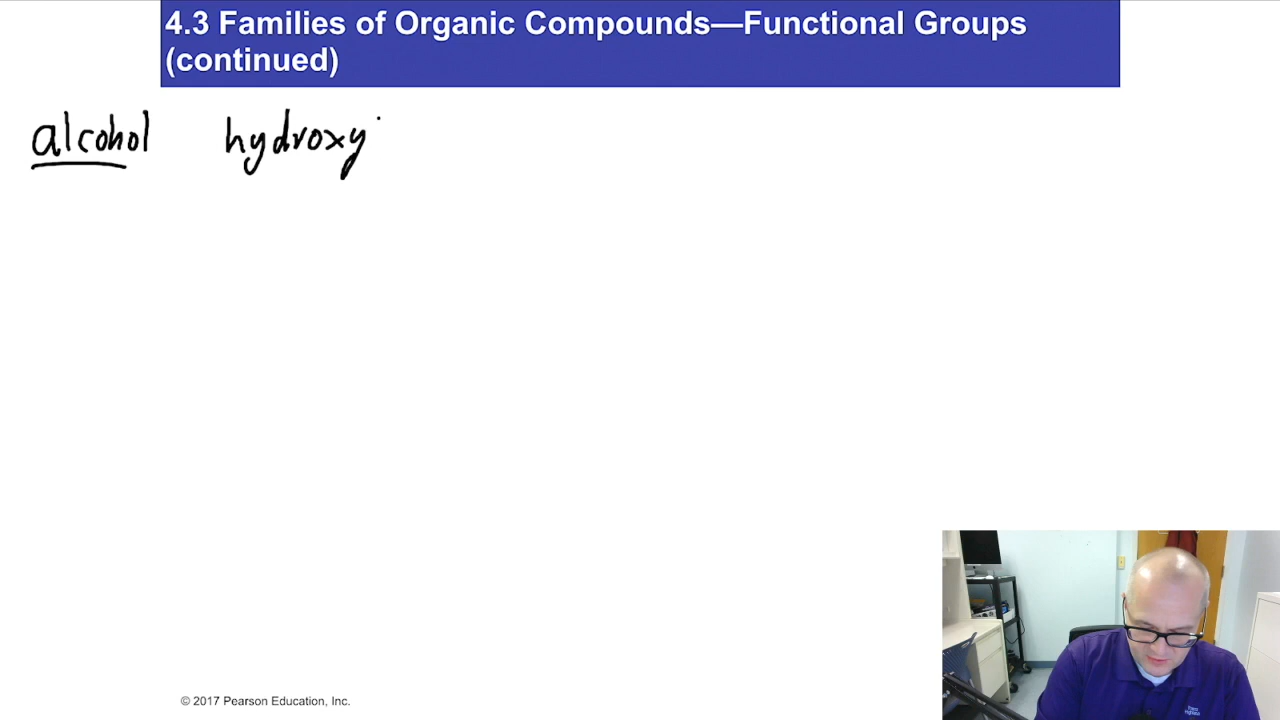 4.3 Families of Organic Compounds—Functional Groups
(continued)
alcohol hydroxy
© 2017 Pearson Education, Inc.